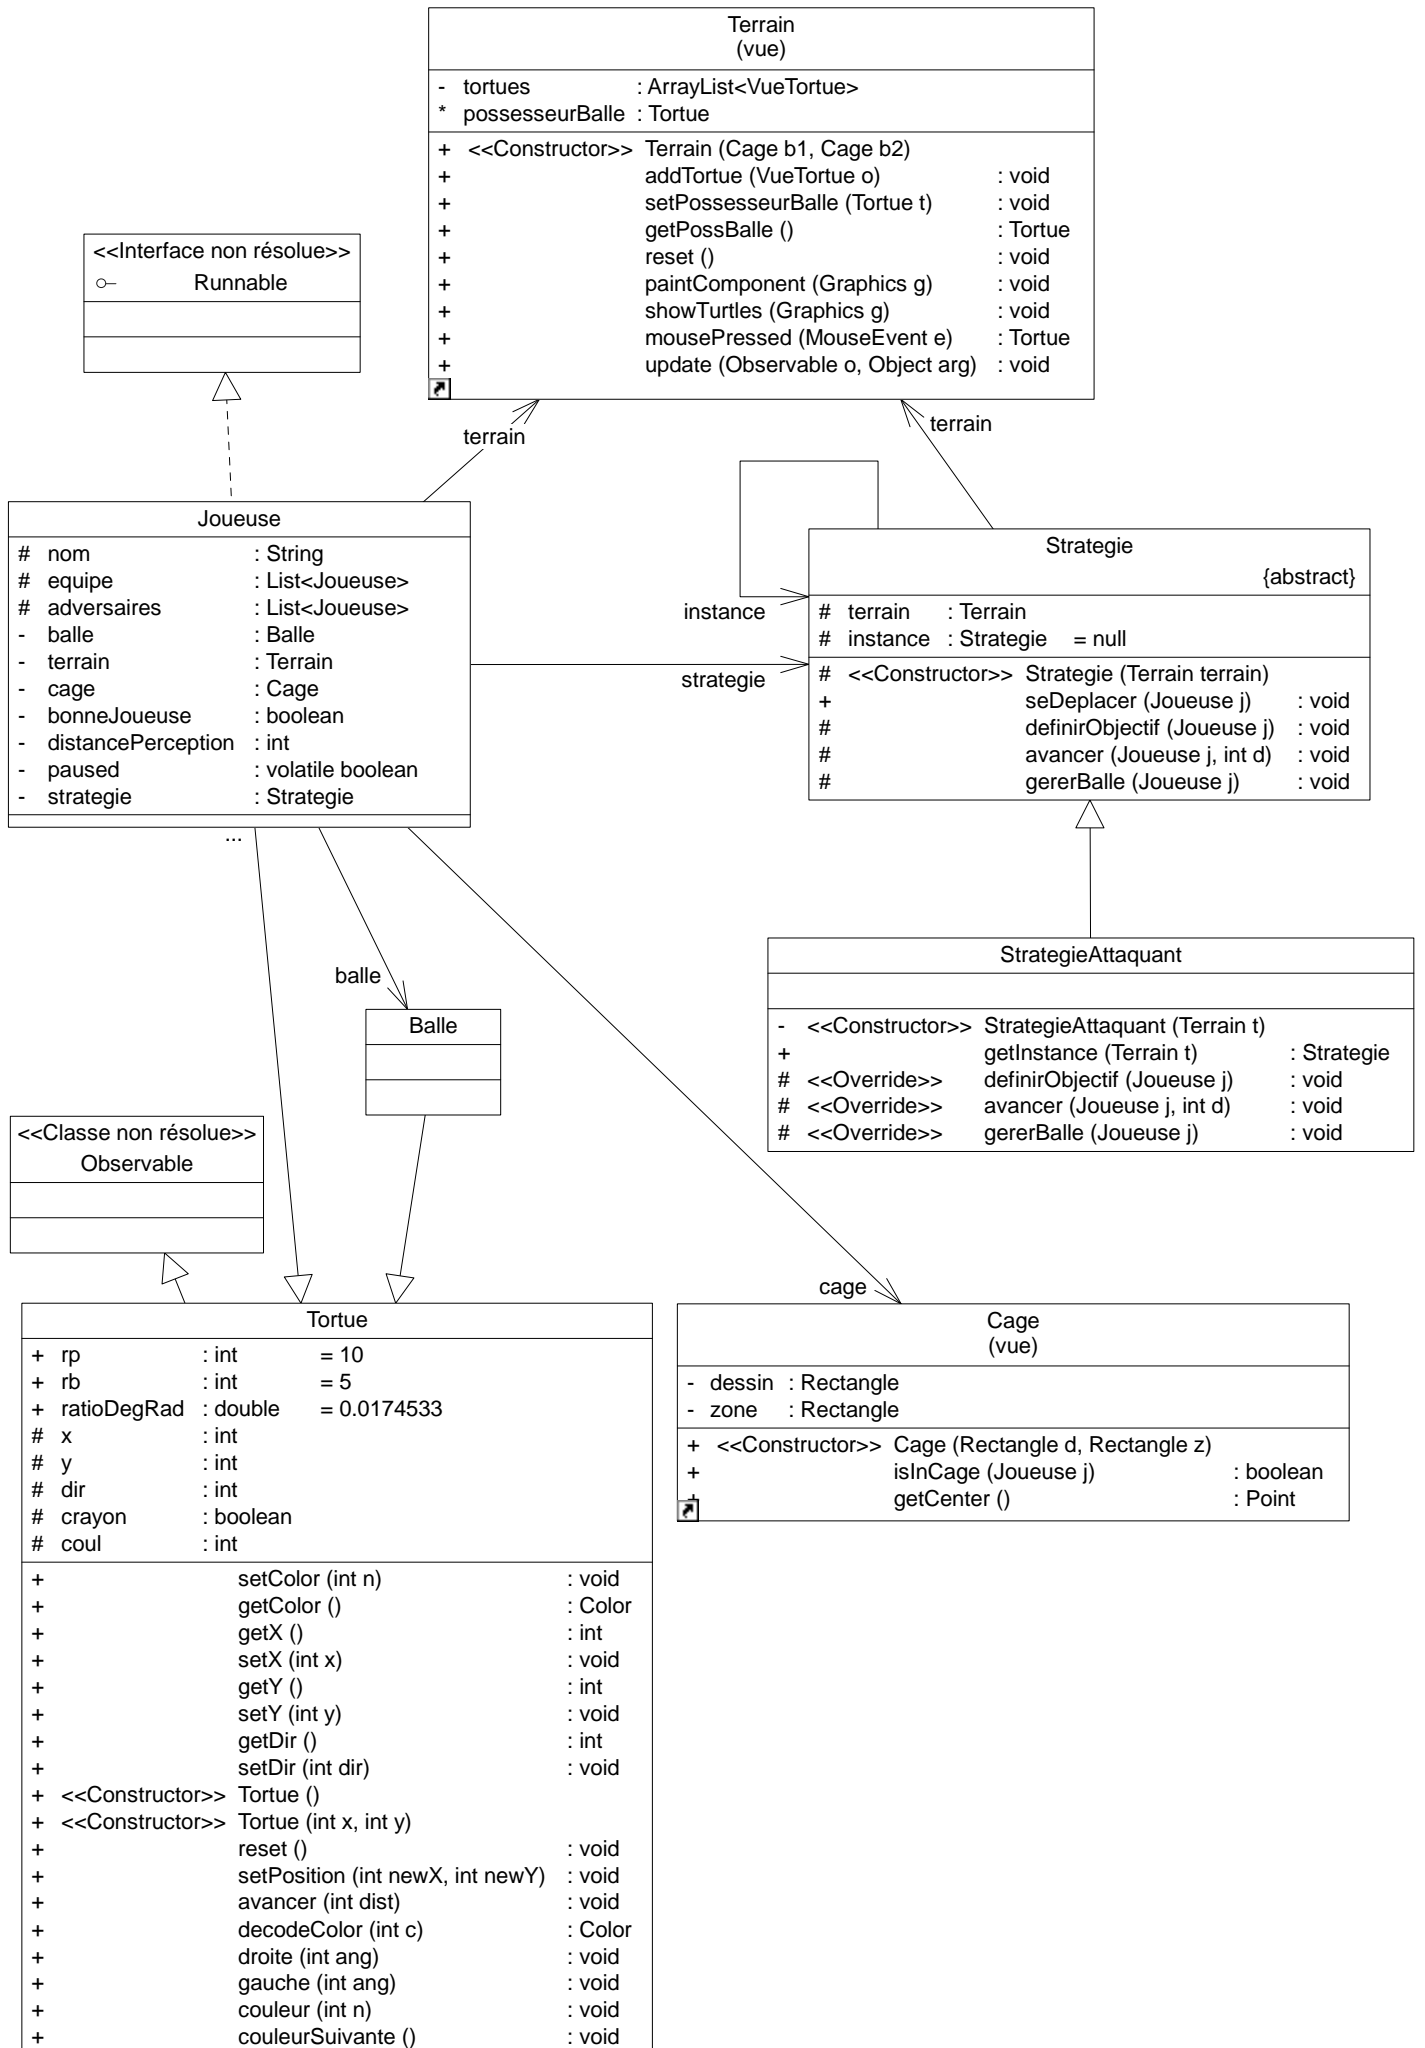 Terrain
(vue)
- tortues : ArrayList<VueTortue>
* possesseurBalle : Tortue
+ <<Constructor>> Terrain (Cage b1, Cage b2)
+ addTortue (VueTortue o) : void
+ setPossesseurBalle (Tortue t) : void
+ getPossBalle () : Tortue
+ reset () : void
+ paintComponent (Graphics g) : void
+ showTurtles (Graphics g) : void
+ mousePressed (MouseEvent e) : Tortue
+ update (Observable o, Object arg) : void
<<Interface non résolue>>
Runnable
terrain
terrain
Joueuse
# nom : String
# equipe : List<Joueuse>
# adversaires : List<Joueuse>
- balle : Balle
- terrain : Terrain
- cage : Cage
- bonneJoueuse : boolean
- distancePerception : int
- paused : volatile boolean
- strategie : Strategie
...
instance
strategie
Strategie
{abstract}
# terrain : Terrain
# instance : Strategie = null
# <<Constructor>> Strategie (Terrain terrain)
+ seDeplacer (Joueuse j) : void
# definirObjectif (Joueuse j) : void
# avancer (Joueuse j, int d) : void
# gererBalle (Joueuse j) : void
StrategieAttaquant
- <<Constructor>> StrategieAttaquant (Terrain t)
+ getInstance (Terrain t) : Strategie
# <<Override>> definirObjectif (Joueuse j) : void
# <<Override>> avancer (Joueuse j, int d) : void
# <<Override>> gererBalle (Joueuse j) : void
balle
Balle
<<Classe non résolue>>
Observable
cage
Cage
(vue)
- dessin : Rectangle
- zone : Rectangle
+ <<Constructor>> Cage (Rectangle d, Rectangle z)
+ isInCage (Joueuse j) : boolean
+ getCenter () : Point
Tortue
+ rp : int = 10
+ rb : int = 5
+ ratioDegRad : double = 0.0174533
# x : int
# y : int
# dir : int
# crayon : boolean
# coul : int
+ setColor (int n) : void
+ getColor () : Color
+ getX () : int
+ setX (int x) : void
+ getY () : int
+ setY (int y) : void
+ getDir () : int
+ setDir (int dir) : void
+ <<Constructor>> Tortue ()
+ <<Constructor>> Tortue (int x, int y)
+ reset () : void
+ setPosition (int newX, int newY) : void
+ avancer (int dist) : void
+ decodeColor (int c) : Color
+ droite (int ang) : void
+ gauche (int ang) : void
+ couleur (int n) : void
+ couleurSuivante () : void